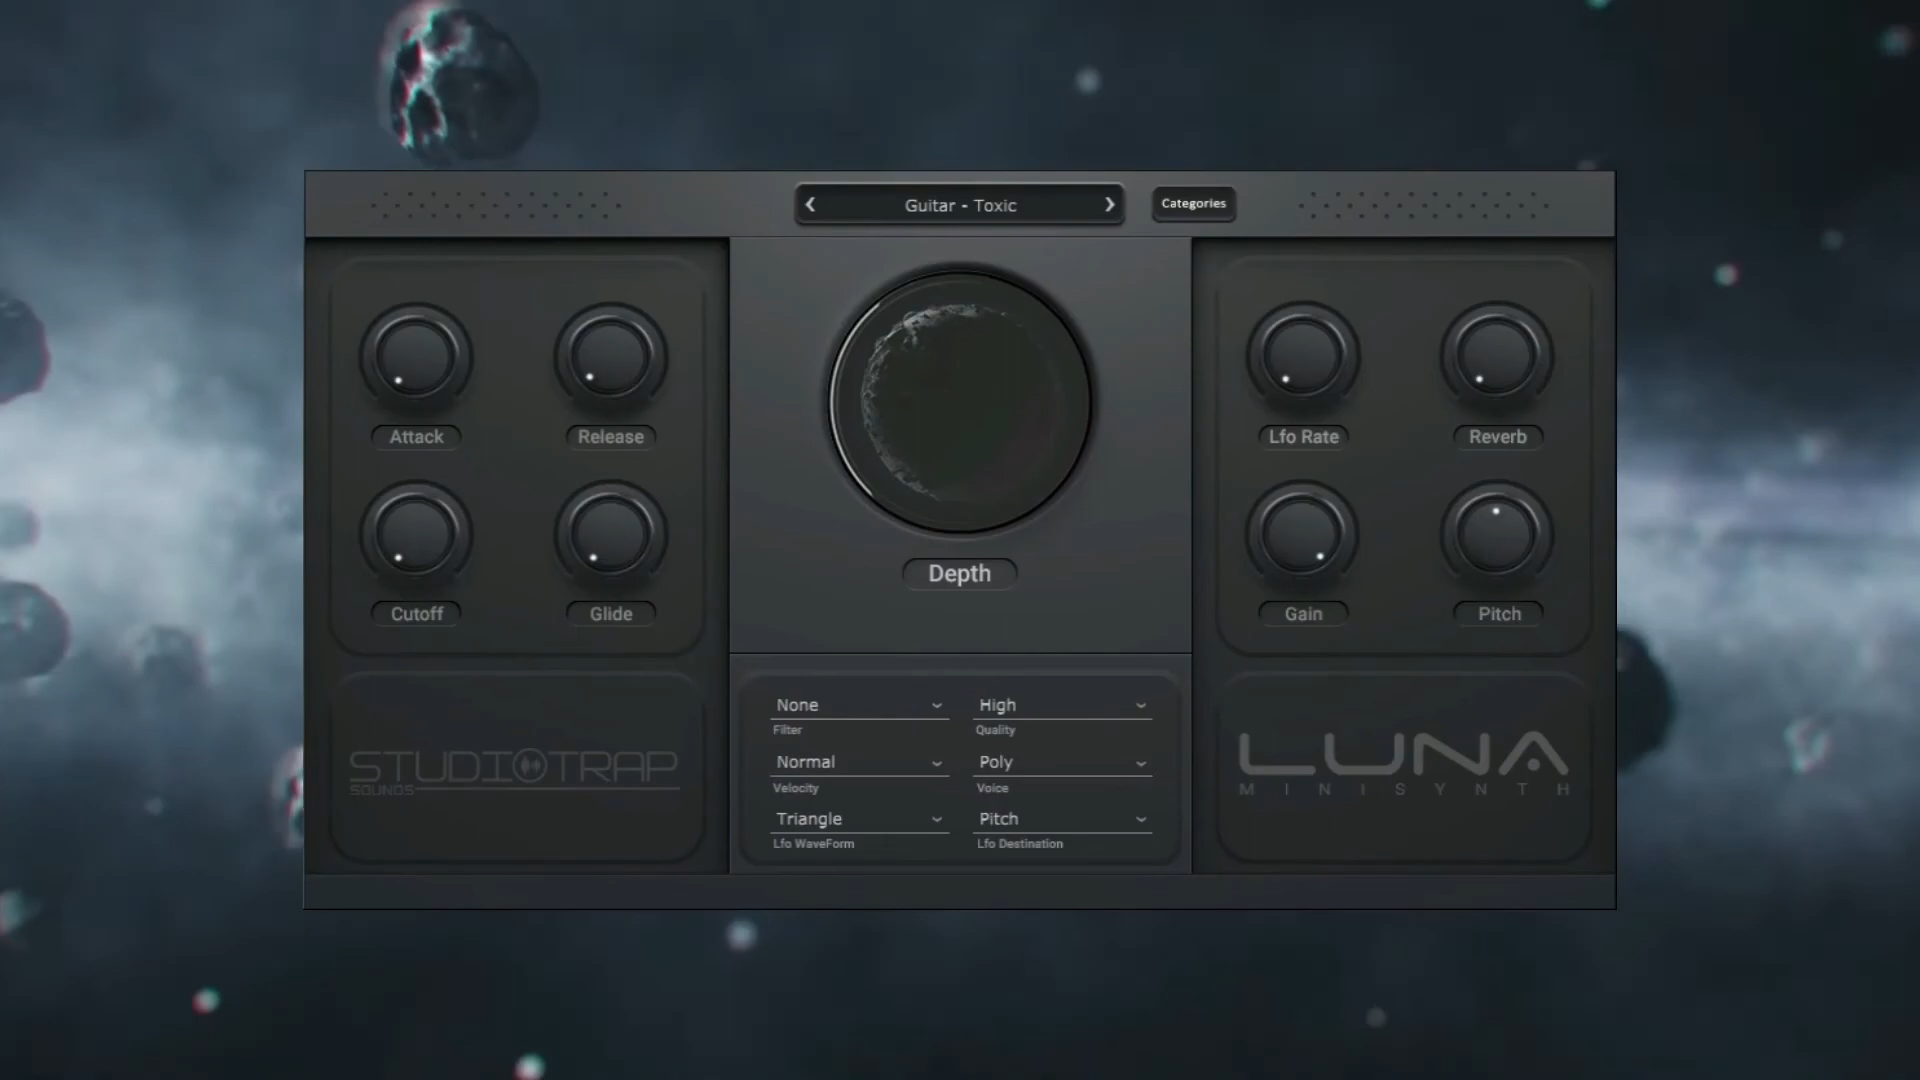 Guitar - Toxic
Categories
Attack
Release
Cutoff
Glide
Depth
Lfo Rate
Reverb
Gain
Pitch
STUDIOTRAP
SOUNDS
None
Filter
High
Quality
Normal
Velocity
Poly
Voice
Triangle
Lfo WaveForm
Pitch
Lfo Destination
LUNA
MINISYNTH